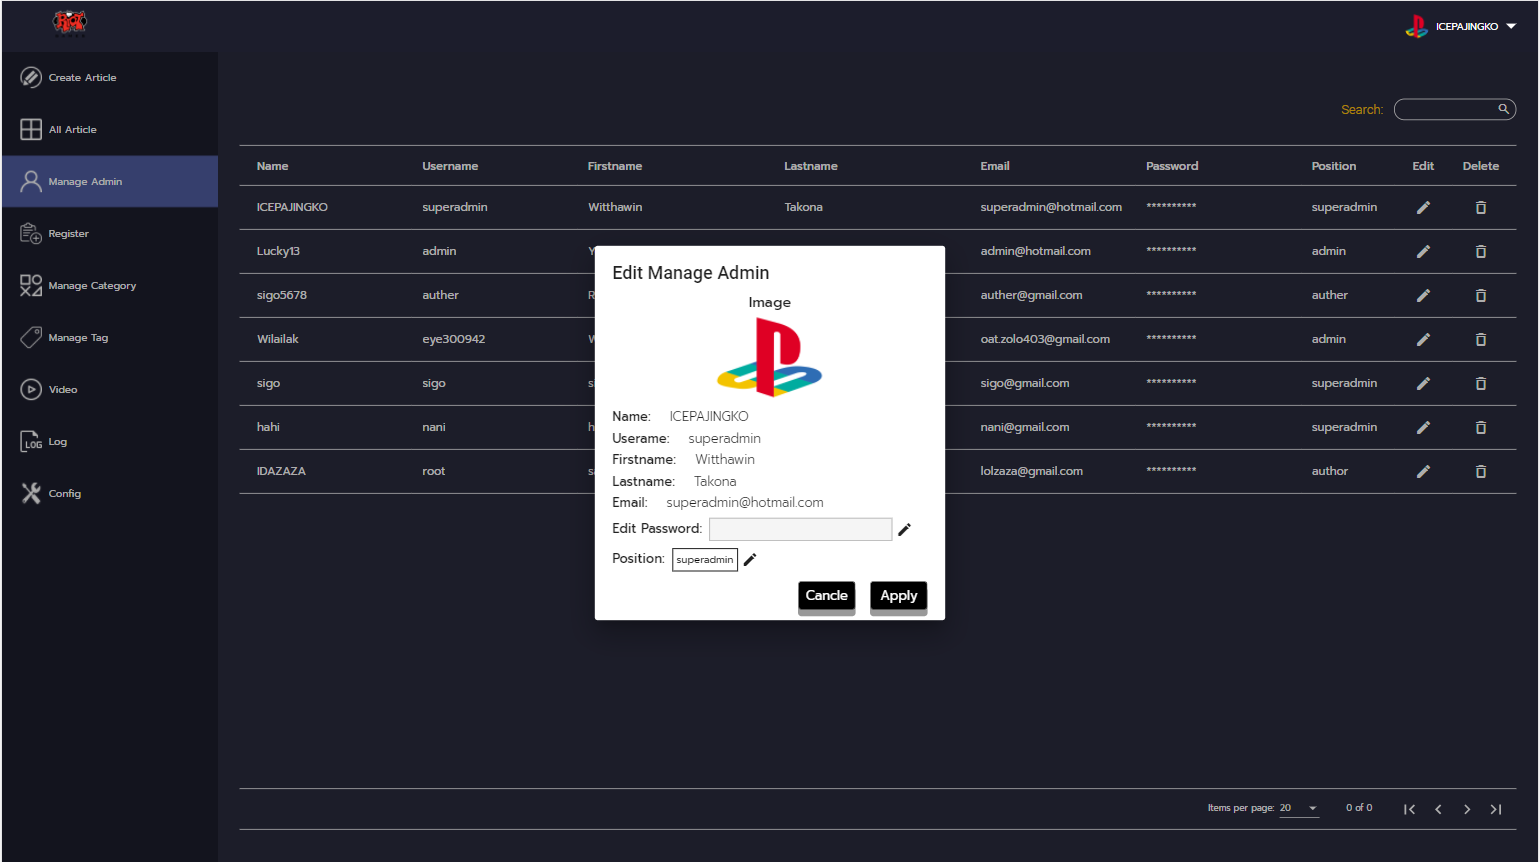 Riot
ICEPAJINGKO
Create Article
All Article
Manage Admin
Register
Manage Category
Manage Tag
Video
LOG Log
Config
Search:
Name Username Firstname Lastname Email Password Position Edit Delete
ICEPAJINGKO superadmin Witthawin Takona superadmin@hotmail.com ********** superadmin
Lucky13 admin Y admin@hotmail.com ********** admin
sigo5678 auther R auther@gmail.com ********** auther
Wilailak eye300942 W oat.zolo403@gmail.com ********** admin
sigo sigo si sigo@gmail.com ********** superadmin
hahi nani h nani@gmail.com ********** superadmin
IDAZAZA root sa lolzaza@gmail.com ********** author
Edit Manage Admin
Image
Name: ICEPAJINGKO
Userame: superadmin
Firstname: Witthawin
Lastname: Takona
Email: superadmin@hotmail.com
Edit Password:
Position: superadmin
Cancle Apply
Items per page: 20 0 of 0